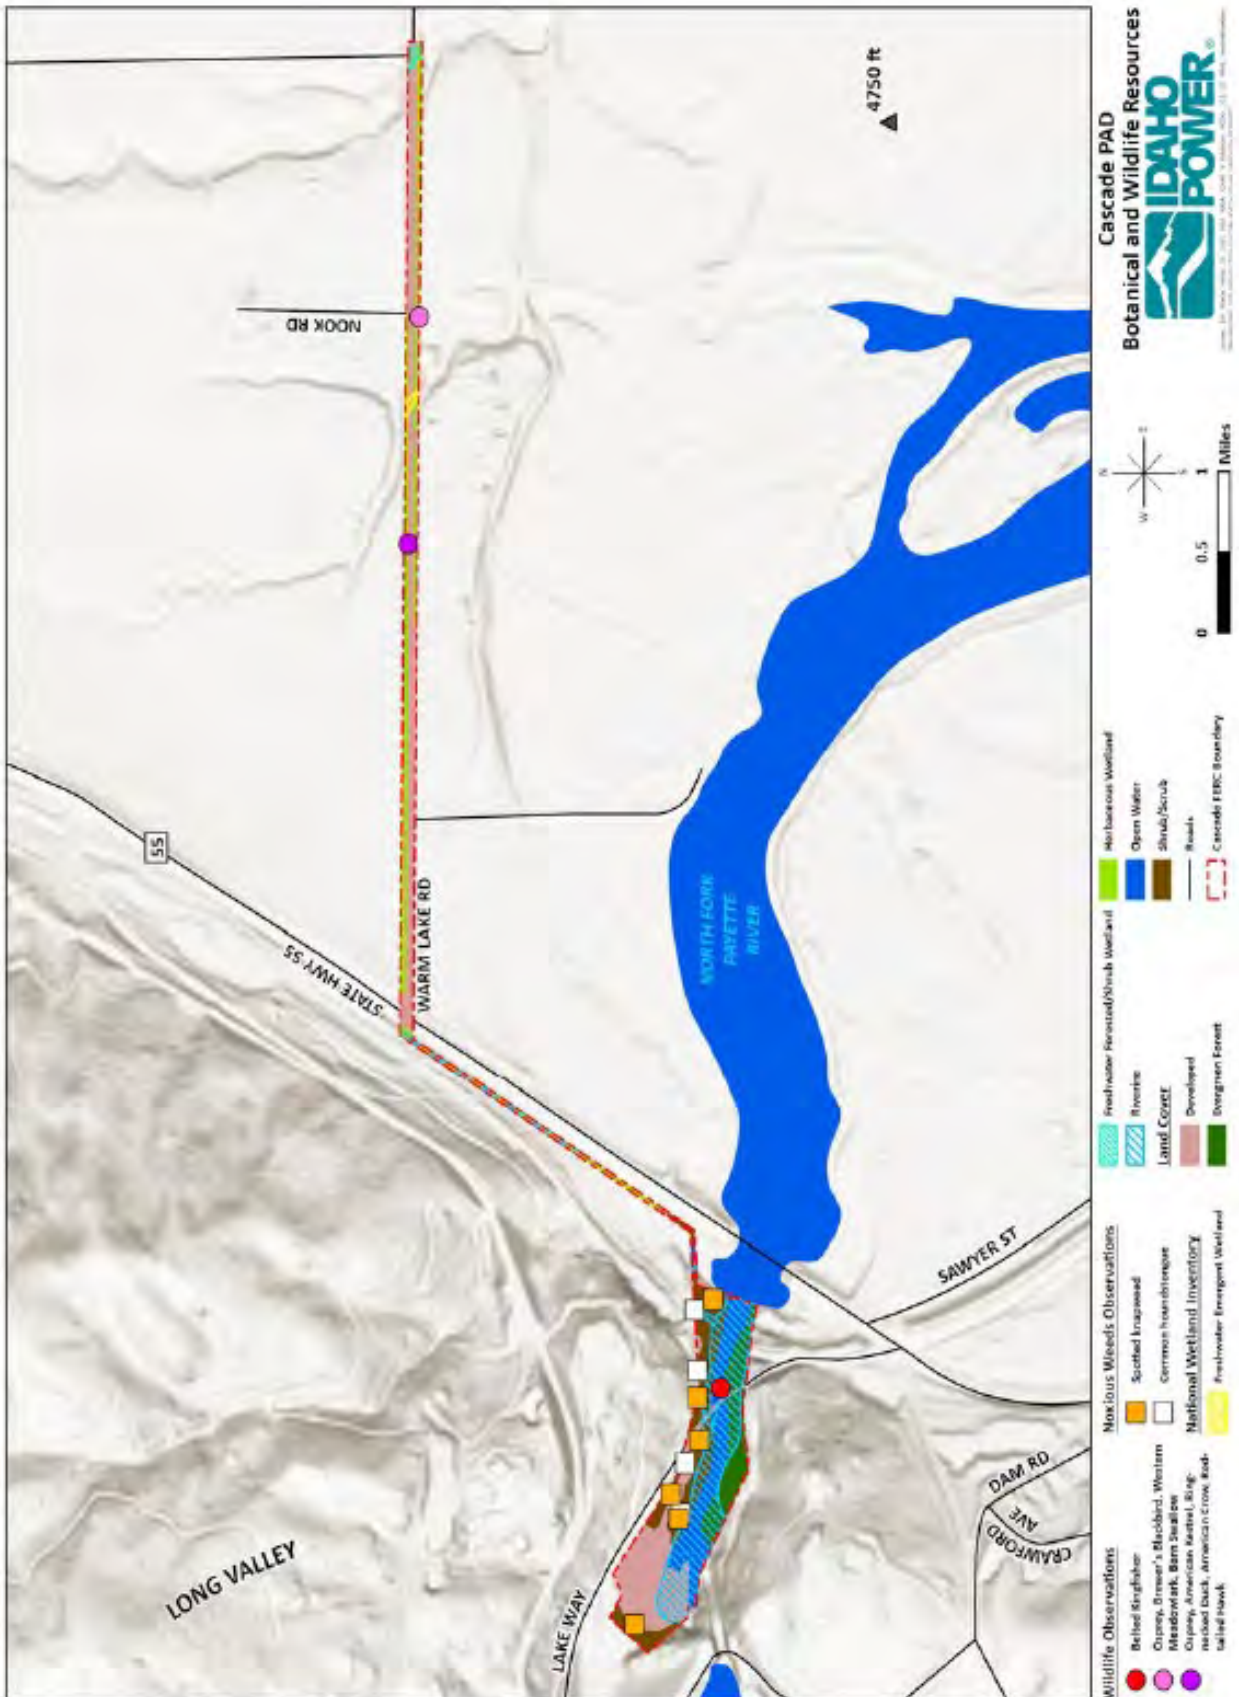 LONG VALLEY
LAKE WAY
STATE HWY 55
55
WARM LAKE RD
NOOK RD
4750 ft
NORTH FORK
PAYETTE
RIVER
SAWYER ST
DAM RD
CRAWFORD
AVE
Wildlife Observations
Belted Kingfisher
Osprey, Brewer's Blackbird, Western
Meadowlark, Barn Swallow
Osprey, American Kestrel, Ring-
necked Duck, American Crow, Red-
tailed Hawk
Noxious Weeds Observations
Spotted knapweed
Common houndstongue
National Wetland Inventory
Freshwater Emergent Wetland
Freshwater Forested/Shrub Wetland
Riverine
Land Cover
Developed
Evergreen Forest
Herbaceous Wetland
Open Water
Shrub/Scrub
Roads
Cascade FERC Boundary
N
W
E
S
0 0.5 1
Miles
Cascade PAD
Botanical and Wildlife Resources
IDAHO
POWER®